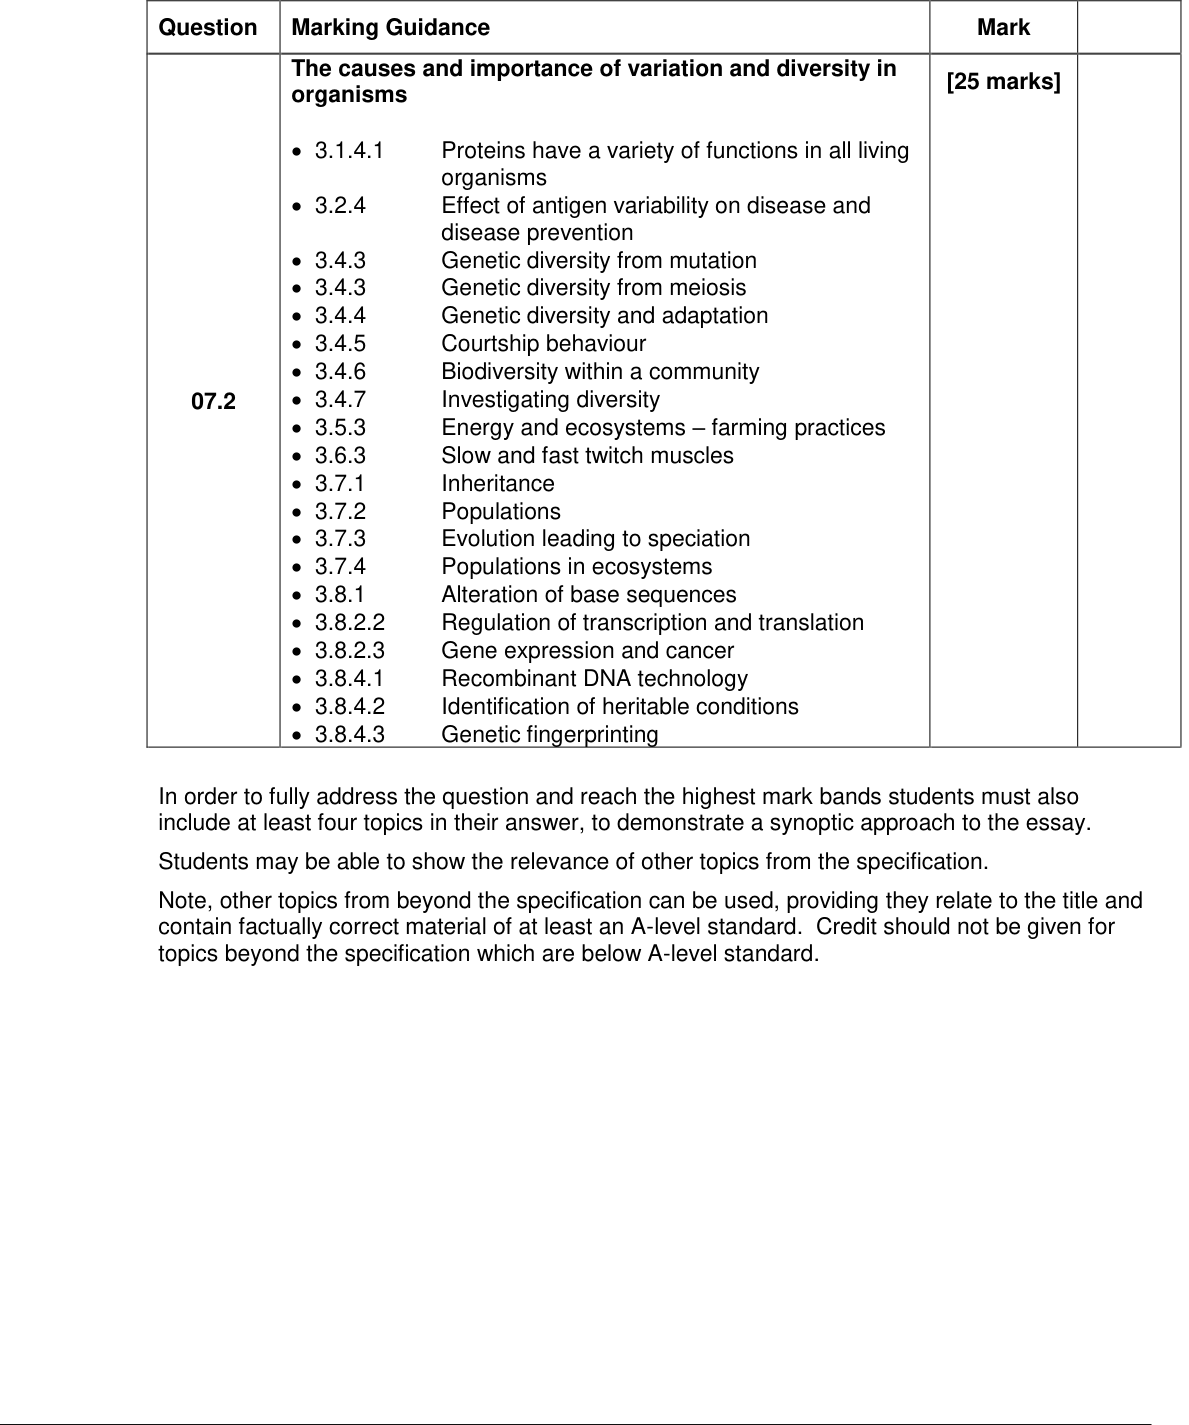 Question Marking Guidance Mark
The causes and importance of variation and diversity in
organisms
[25 marks]
• 3.1.4.1 Proteins have a variety of functions in all living
organisms
• 3.2.4 Effect of antigen variability on disease and
disease prevention
• 3.4.3 Genetic diversity from mutation
• 3.4.3 Genetic diversity from meiosis
• 3.4.4 Genetic diversity and adaptation
• 3.4.5 Courtship behaviour
• 3.4.6 Biodiversity within a community
07.2
• 3.4.7 Investigating diversity
• 3.5.3 Energy and ecosystems – farming practices
• 3.6.3 Slow and fast twitch muscles
• 3.7.1 Inheritance
• 3.7.2 Populations
• 3.7.3 Evolution leading to speciation
• 3.7.4 Populations in ecosystems
• 3.8.1 Alteration of base sequences
• 3.8.2.2 Regulation of transcription and translation
• 3.8.2.3 Gene expression and cancer
• 3.8.4.1 Recombinant DNA technology
• 3.8.4.2 Identification of heritable conditions
• 3.8.4.3 Genetic fingerprinting
In order to fully address the question and reach the highest mark bands students must also
include at least four topics in their answer, to demonstrate a synoptic approach to the essay.
Students may be able to show the relevance of other topics from the specification.
Note, other topics from beyond the specification can be used, providing they relate to the title and
contain factually correct material of at least an A-level standard. Credit should not be given for
topics beyond the specification which are below A-level standard.